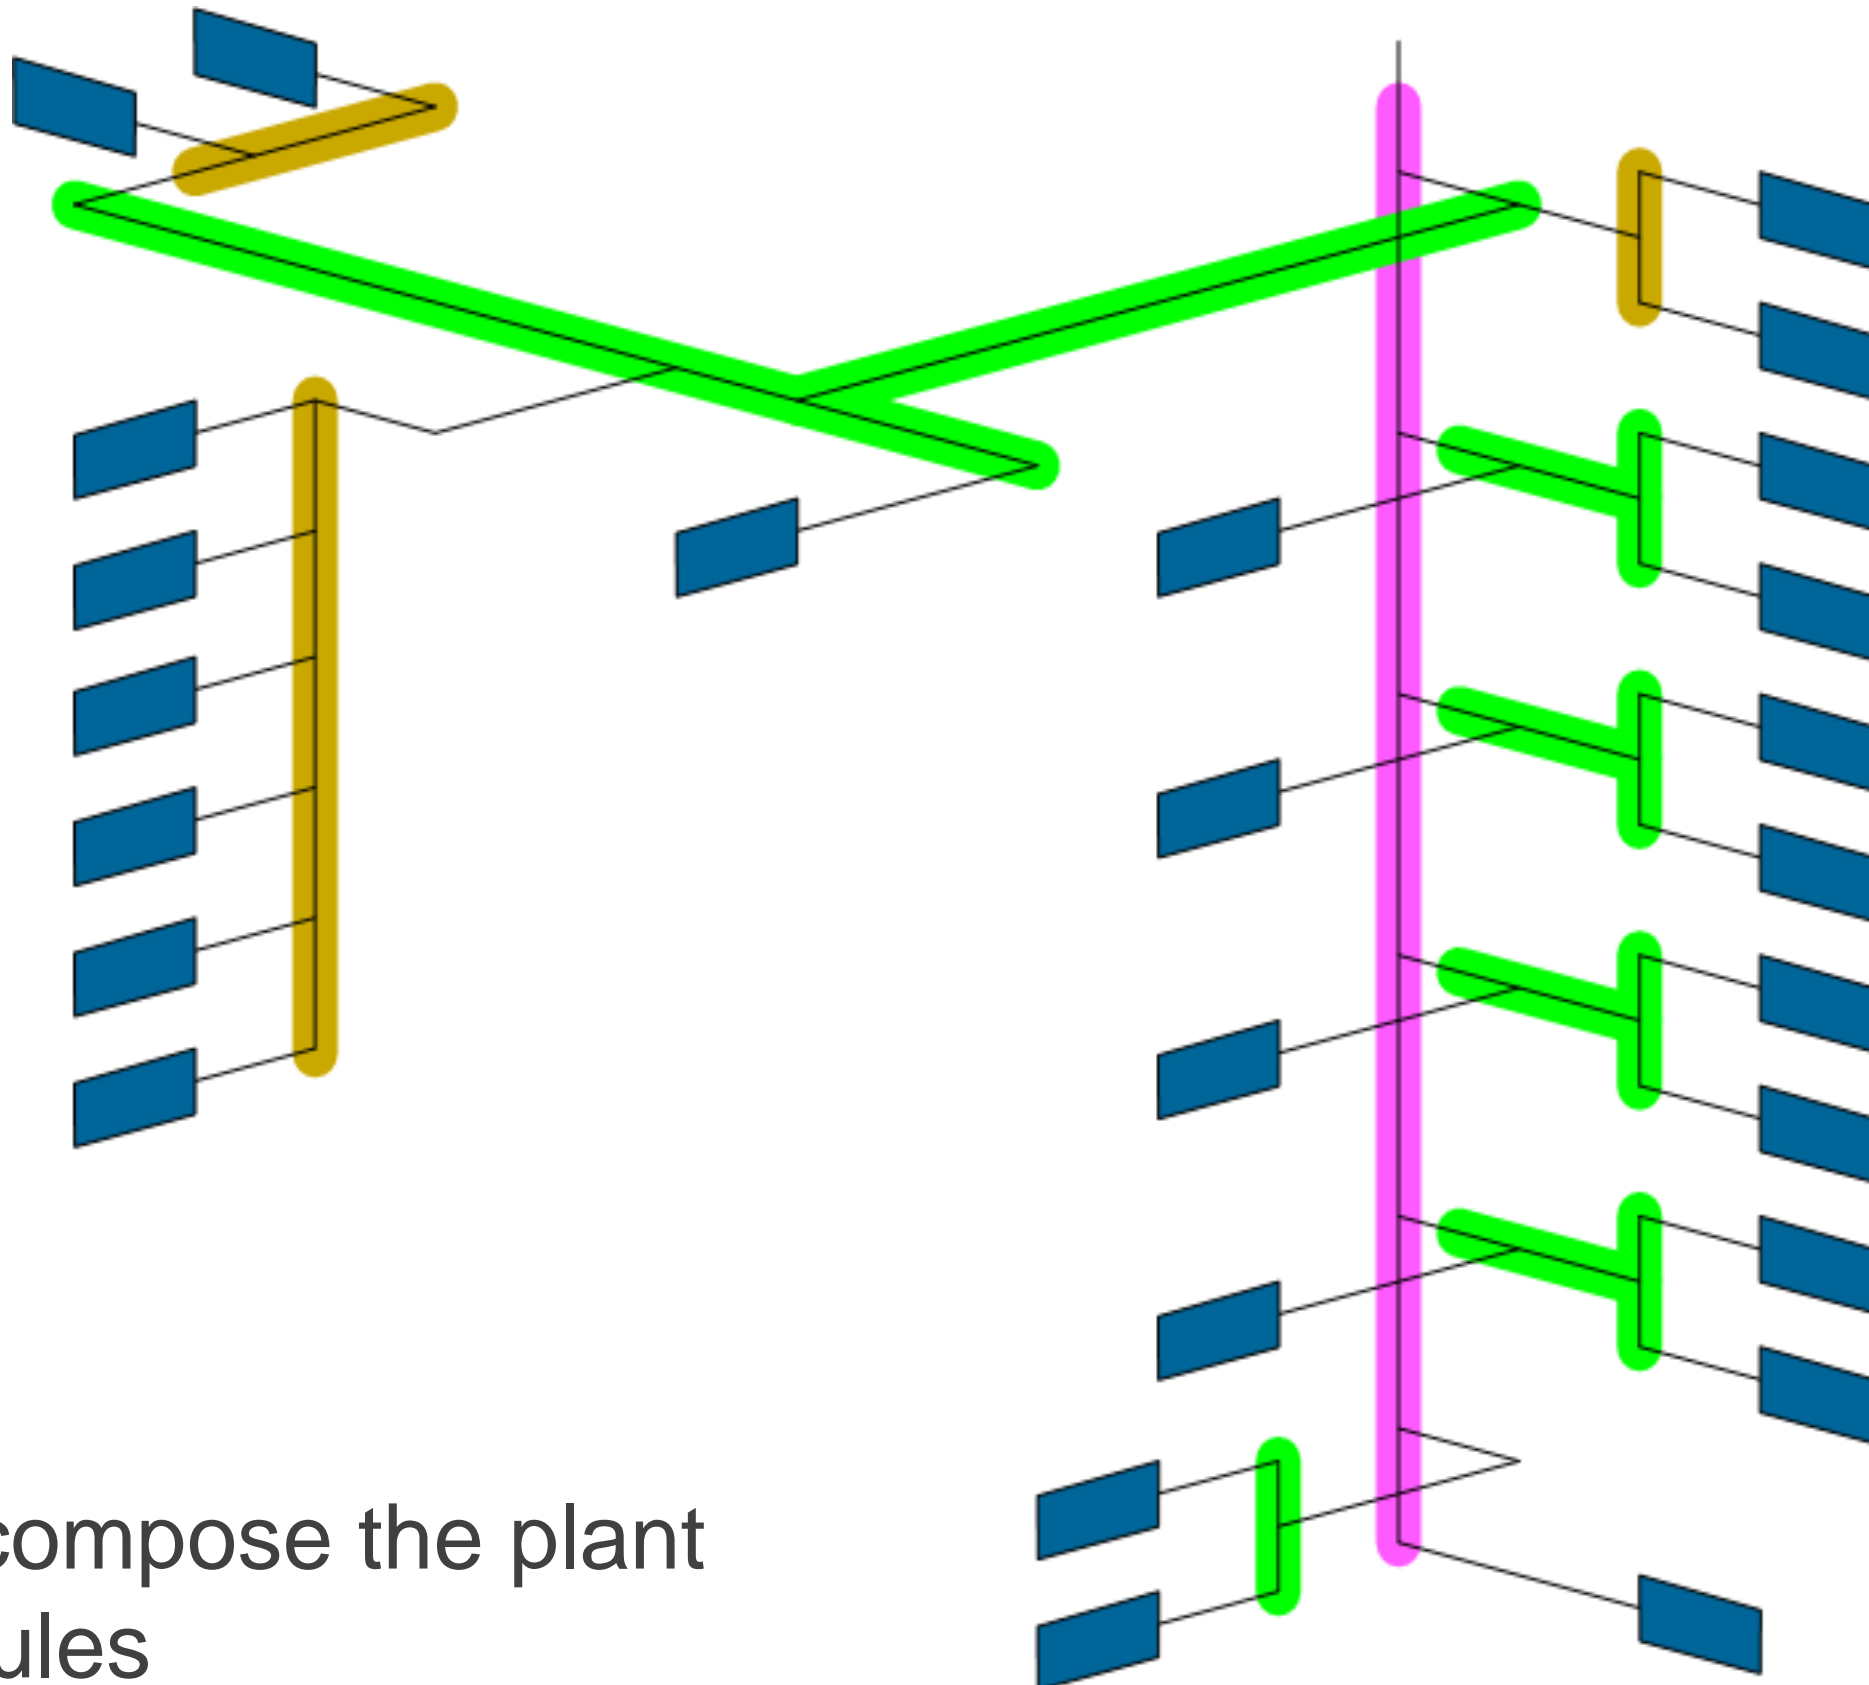 compose the plant
ules